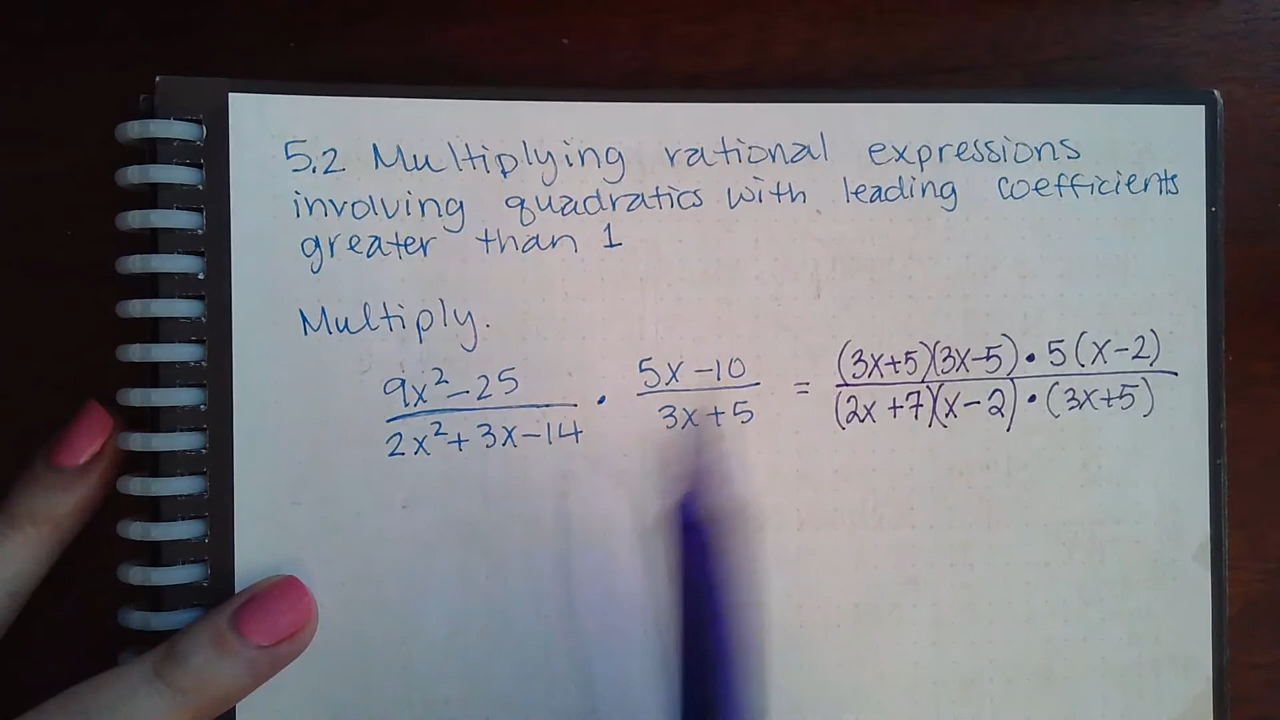 5.2 Multiplying rational expressions
involving quadratics with leading coefficients
greater than 1
Multiply.
9x²-25 / 2x²+3x-14 • 5x-10 / 3x+5 = (3x+5)(3x-5)•5(x-2) / (2x+7)(x-2)•(3x+5)